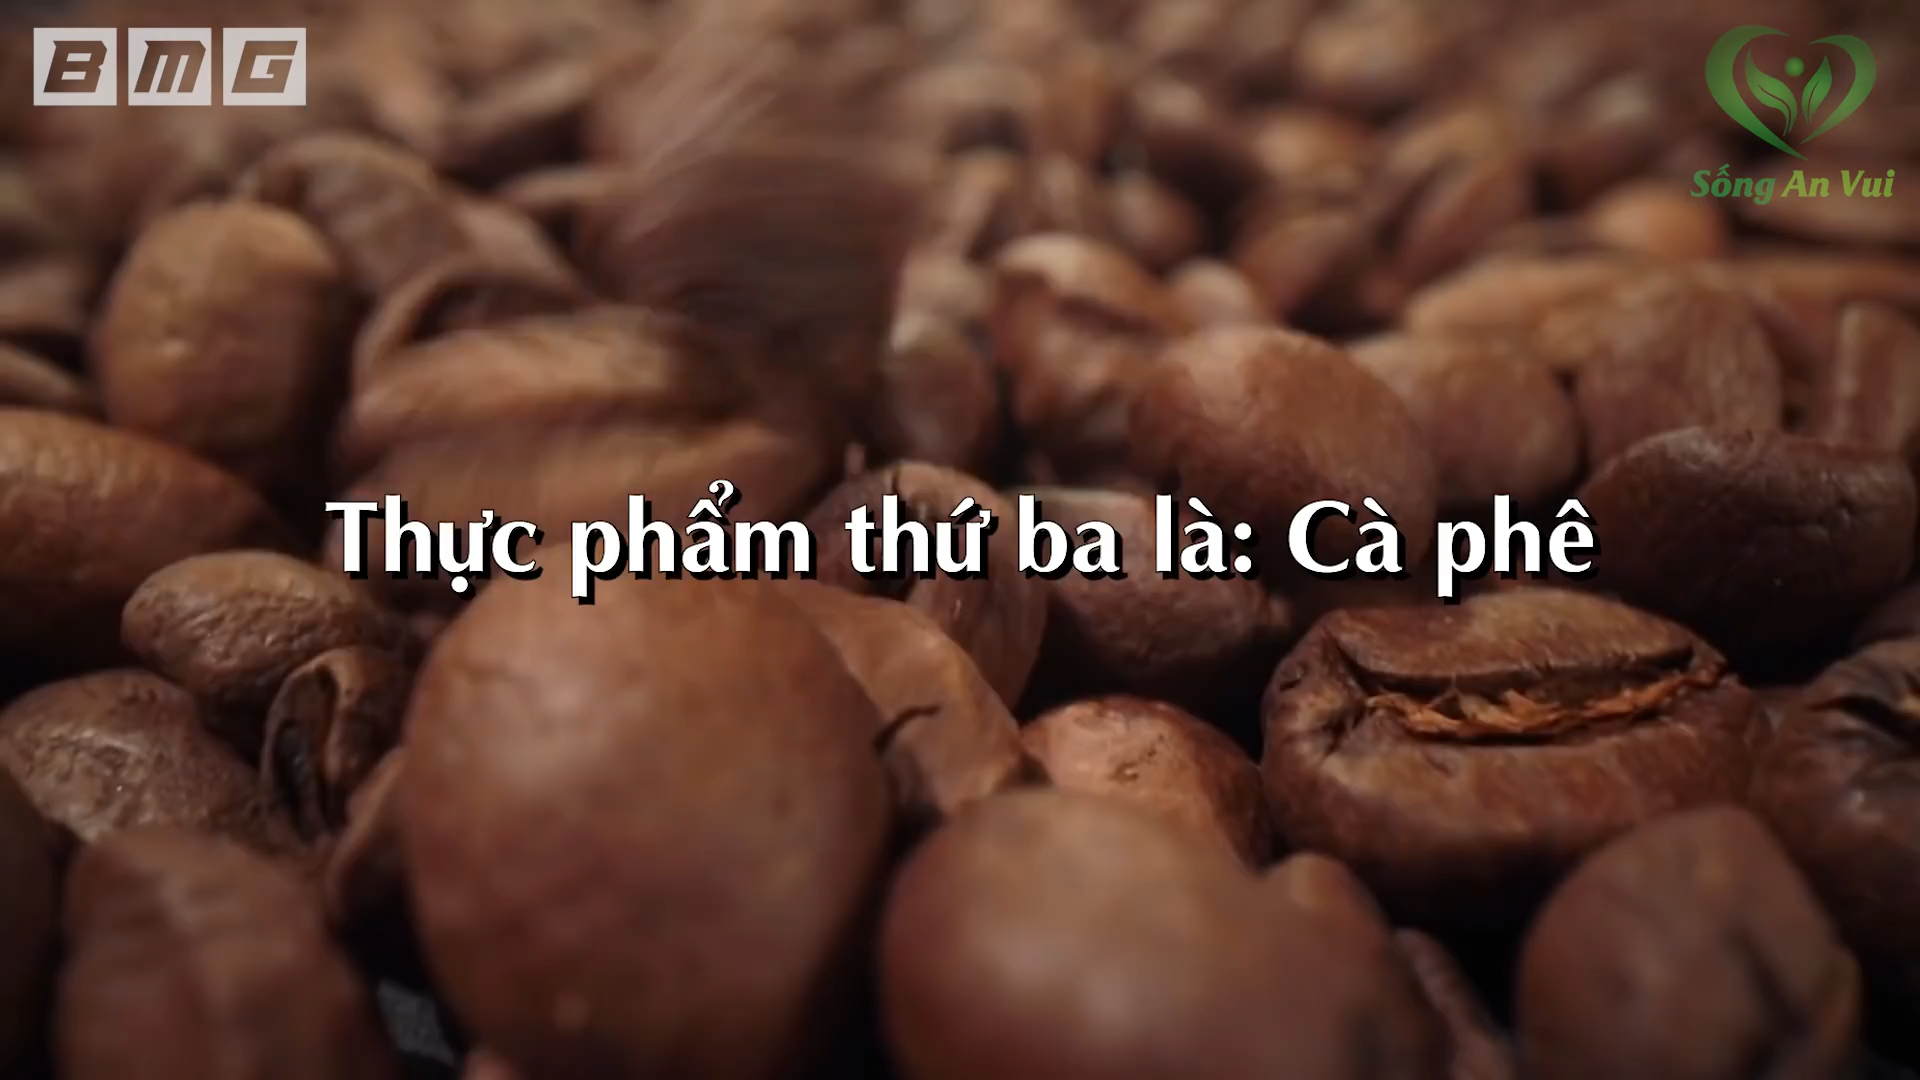 BMG
Sống An Vui
Thực phẩm thứ ba là: Cà phê